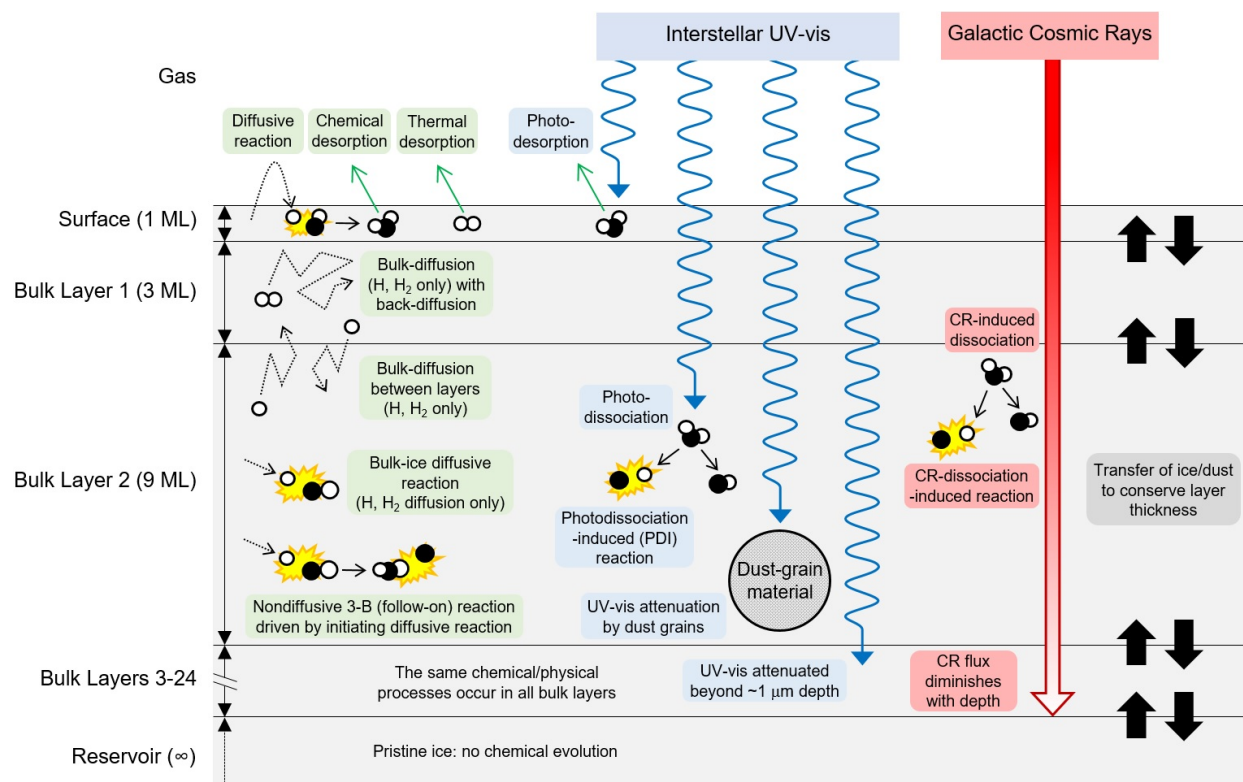 Interstellar UV-vis
Galactic Cosmic Rays
Gas
Diffusive
reaction
Chemical
desorption
Thermal
desorption
Photo-
desorption
Surface (1 ML)
Bulk Layer 1 (3 ML)
Bulk-diffusion
(H, H₂ only) with
back-diffusion
CR-induced
dissociation
Bulk-diffusion
between layers
(H, H₂ only)
Photo-
dissociation
Bulk Layer 2 (9 ML)
Bulk-ice diffusive
reaction
(H, H₂ diffusion only)
CR-dissociation
-induced reaction
Transfer of ice/dust
to conserve layer
thickness
Photodissociation
-induced (PDI)
reaction
Dust-grain
material
Nondiffusive 3-B (follow-on) reaction
driven by initiating diffusive reaction
UV-vis attenuation
by dust grains
Bulk Layers 3-24
The same chemical/physical
processes occur in all bulk layers
UV-vis attenuated
beyond ~1 μm depth
CR flux
diminishes
with depth
Reservoir (∞)
Pristine ice: no chemical evolution